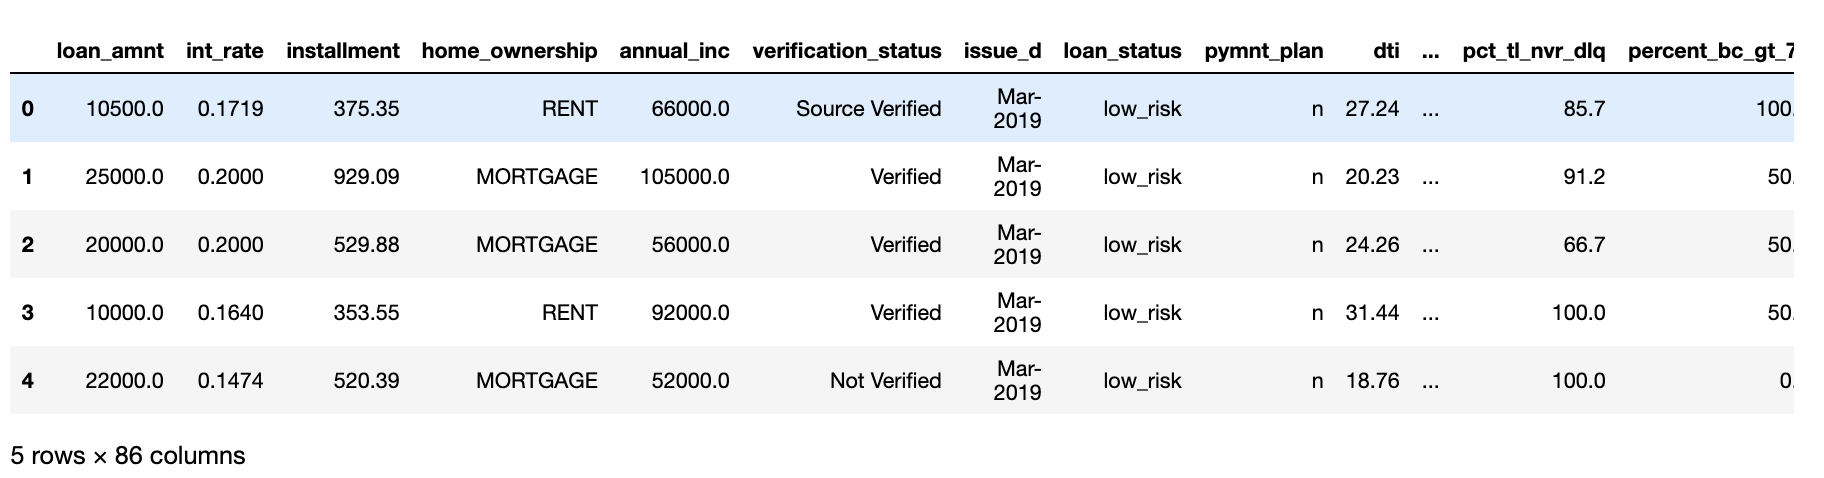 loan_amnt int_rate installment home_ownership annual_inc verification_status issue_d loan_status pymnt_plan dti ... pct_tl_nvr_dlq percent_bc_gt_7
0 10500.0 0.1719 375.35 RENT 66000.0 Source Verified Mar-2019 low_risk n 27.24 ... 85.7 100.
1 25000.0 0.2000 929.09 MORTGAGE 105000.0 Verified Mar-2019 low_risk n 20.23 ... 91.2 50.
2 20000.0 0.2000 529.88 MORTGAGE 56000.0 Verified Mar-2019 low_risk n 24.26 ... 66.7 50.
3 10000.0 0.1640 353.55 RENT 92000.0 Verified Mar-2019 low_risk n 31.44 ... 100.0 50.
4 22000.0 0.1474 520.39 MORTGAGE 52000.0 Not Verified Mar-2019 low_risk n 18.76 ... 100.0 0.
5 rows × 86 columns